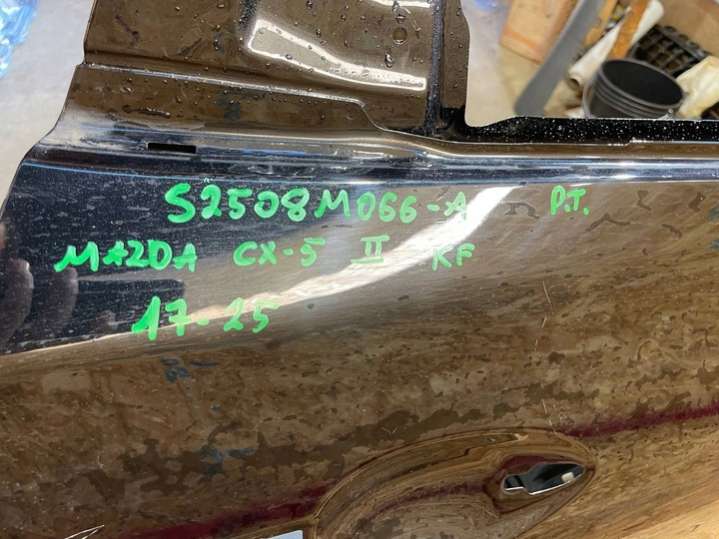 S2508M066-A P.T.
MAZDA CX-5 II KF
17-25